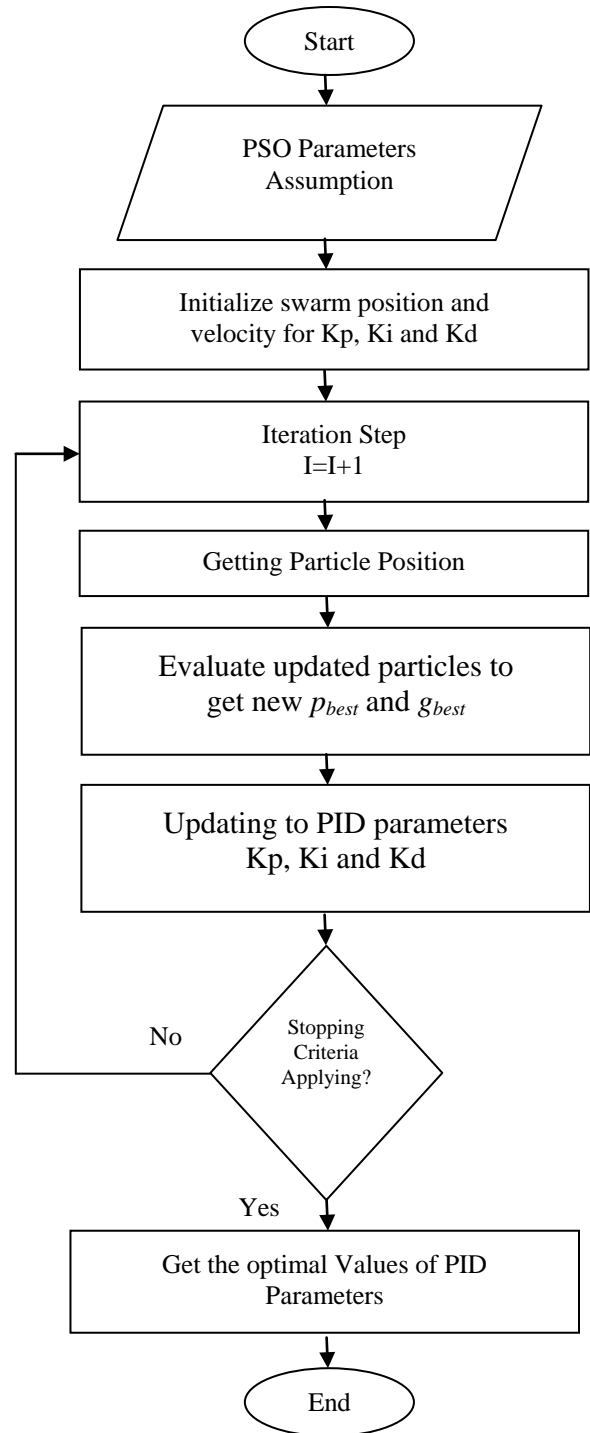 Start
PSO Parameters
Assumption
Initialize swarm position and
velocity for Kp, Ki and Kd
Iteration Step
I=I+1
Getting Particle Position
Evaluate updated particles to
get new pbest and gbest
Updating to PID parameters
Kp, Ki and Kd
Stopping
Criteria
Applying?
No
Yes
Get the optimal Values of PID
Parameters
End